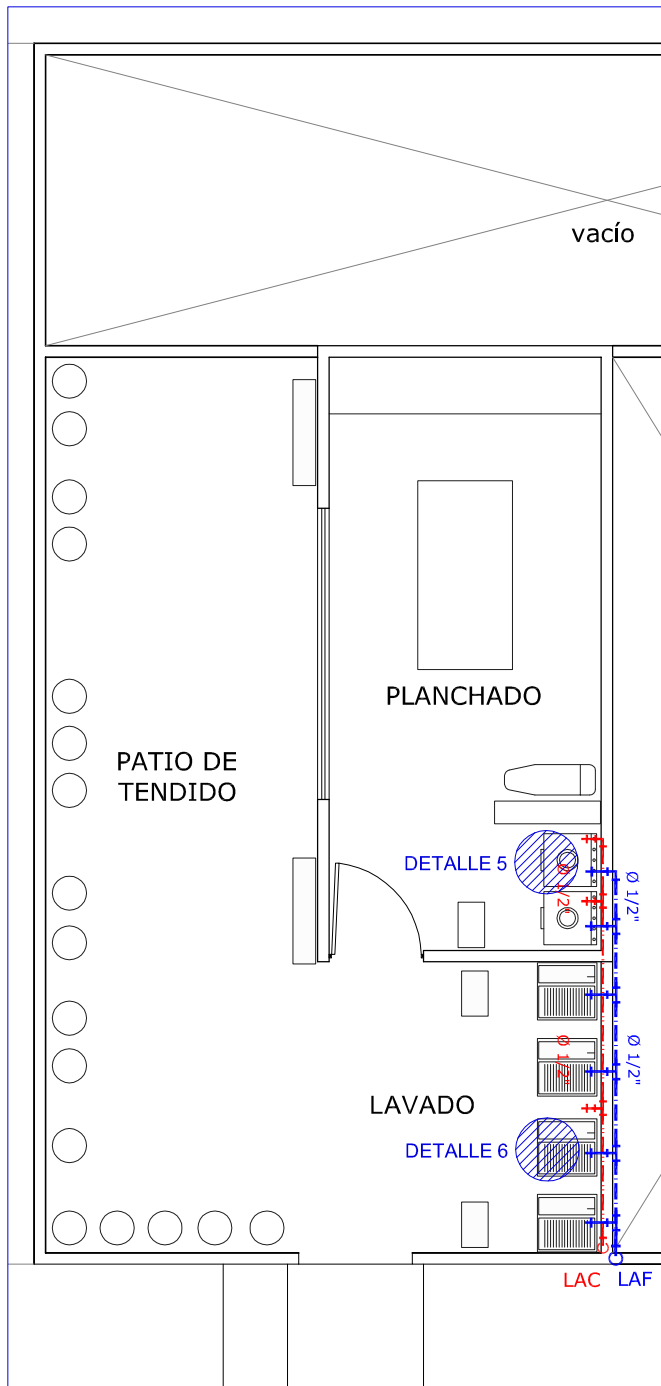 vacío
PLANCHADO
PATIO DE
TENDIDO
DETALLE 5
Ø 1/2"
Ø 1/2"
Ø 1/2"
Ø 1/2"
LAVADO
DETALLE 6
LAC
LAF